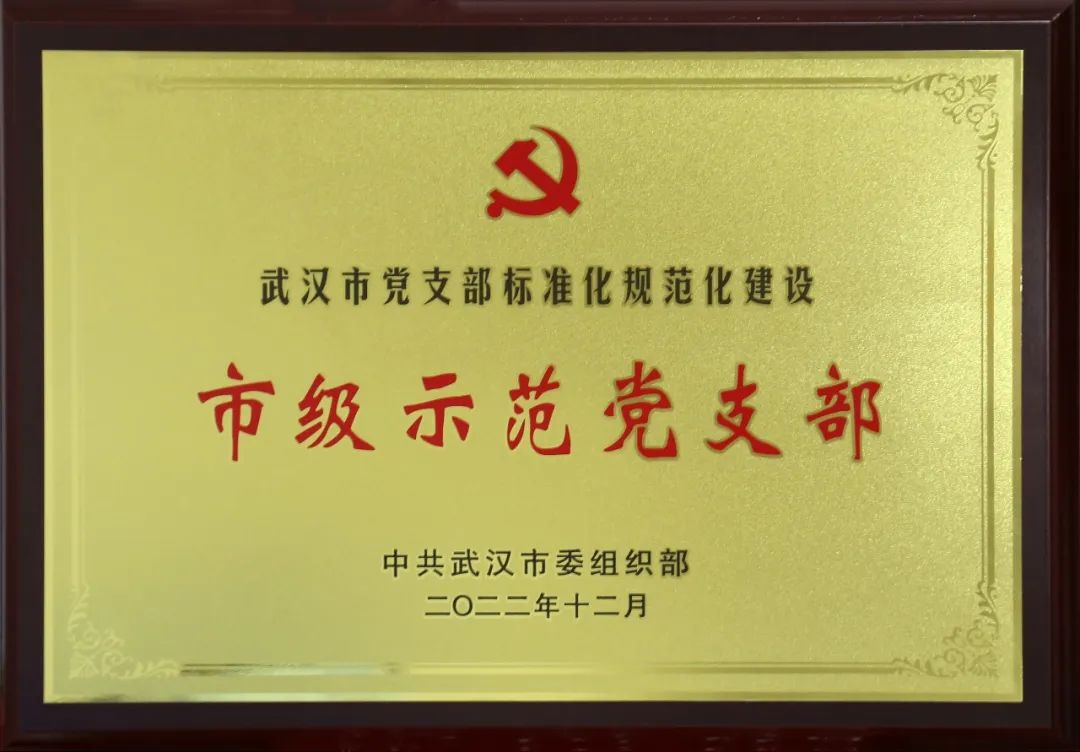 武汉市党支部标准化规范化建设
市级示范党支部
中共武汉市委组织部
二〇二二年十二月